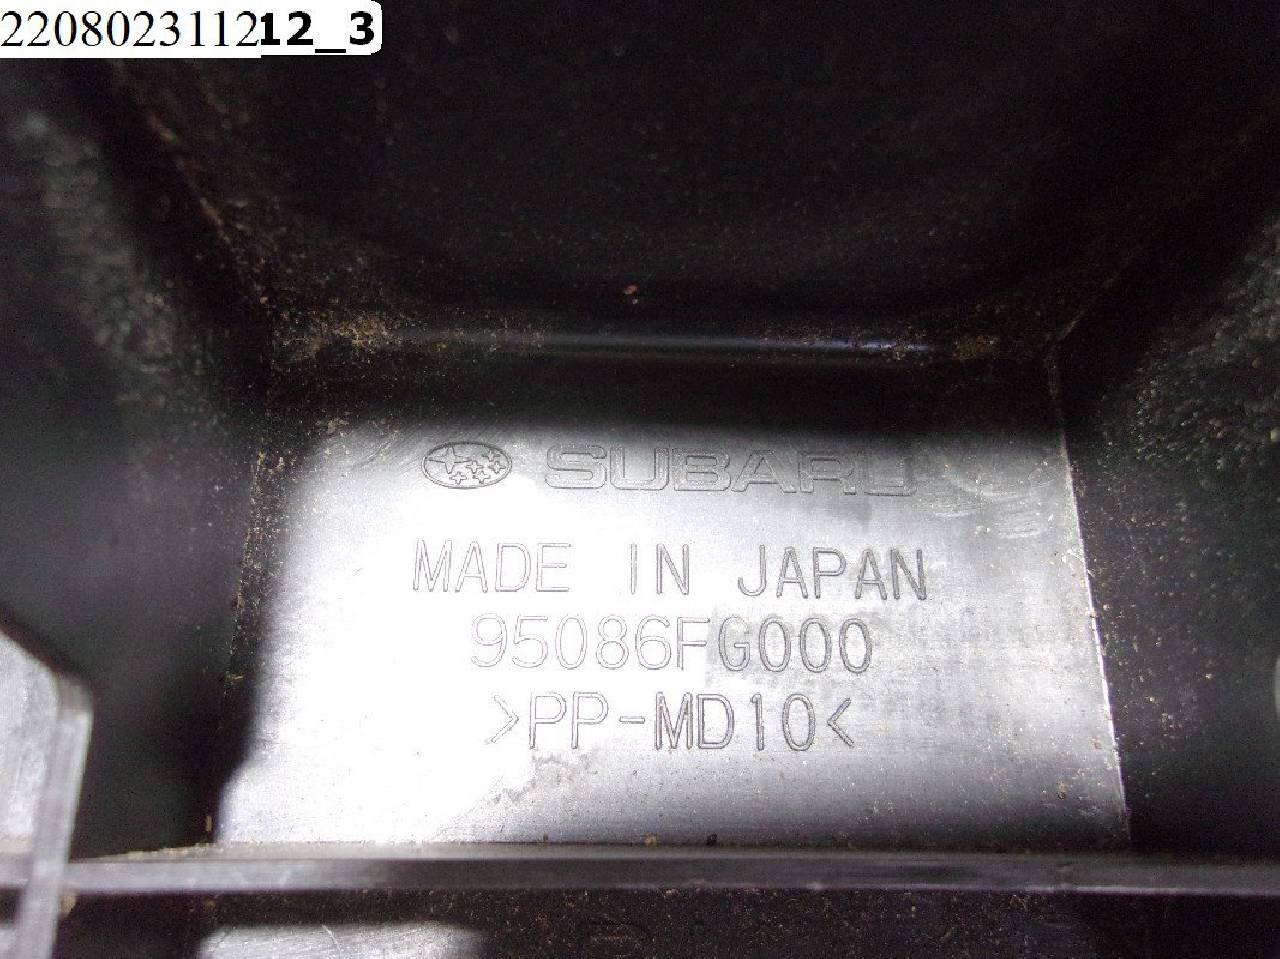 220802311212_3
SUBARU
MADE IN JAPAN
95086FG000
>PP-MD10<